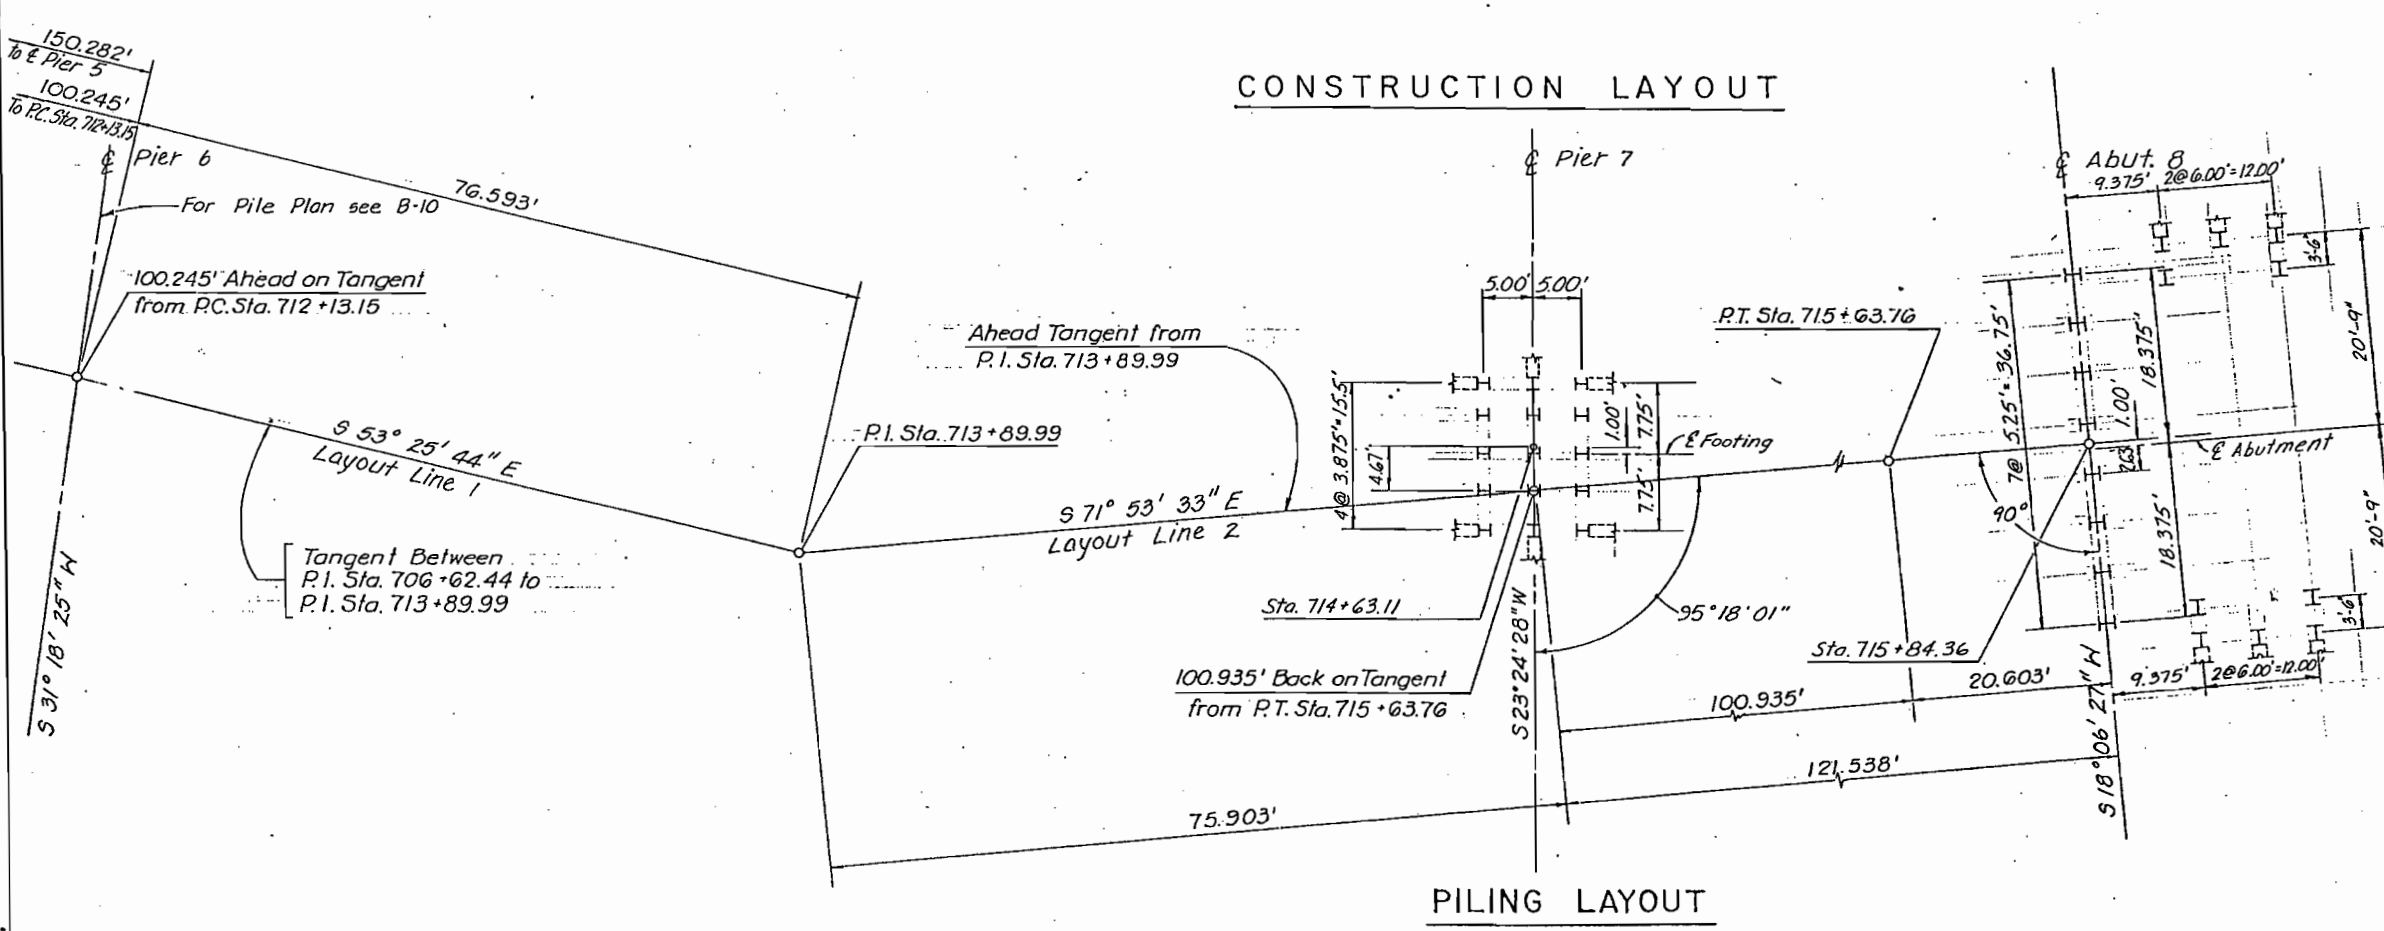 CONSTRUCTION LAYOUT
150.282'
to ℄ Pier 5
100.245'
To P.C. Sta. 712+13.15
℄ Pier 6
For Pile Plan see B-10
76.593'
100.245' Ahead on Tangent
from P.C. Sta. 712+13.15
S 53° 25' 44" E
Layout Line 1
Tangent Between
P.I. Sta. 706+62.44 to
P.I. Sta. 713+89.99
S 31° 18' 25" W
P.I. Sta. 713+89.99
Ahead Tangent from
P.I. Sta. 713+89.99
S 71° 53' 33" E
Layout Line 2
℄ Pier 7
5.00' 5.00'
4@3.875'=15.5'
4.67'
1.00'
7.75'
7.75'
℄ Footing
Sta. 714+63.11
100.935' Back on Tangent
from P.T. Sta. 715+63.76
S 23° 24' 28" W
95° 18' 01"
P.T. Sta. 715+63.76
℄ Abut. 8
9.375' 2@6.00'=12.00'
3'-6"
20'-9"
7@5.25'=36.75'
18.375'
1.00'
2.63'
℄ Abutment
90°
18.375'
20'-9"
3'-6"
Sta. 715+84.36
9.375' 2@6.00'=12.00'
S 18° 06' 27" W
100.935'
20.603'
121.538'
75.903'
PILING LAYOUT